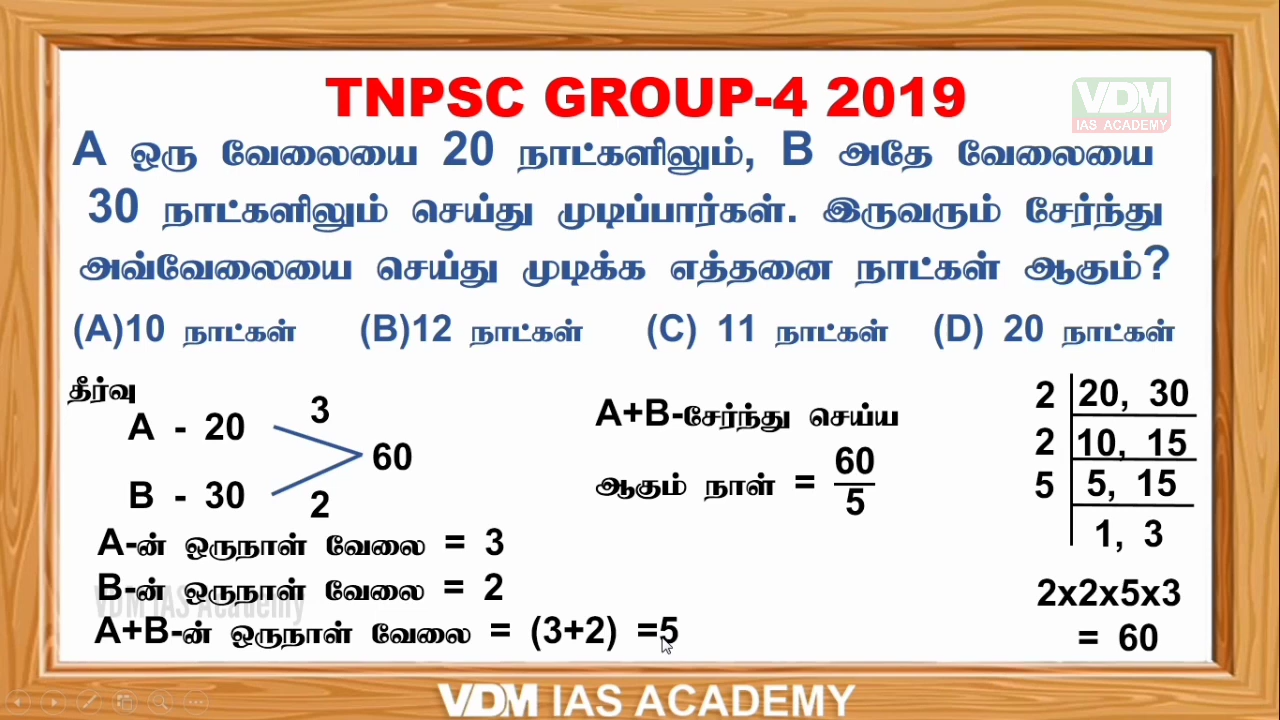 TNPSC GROUP-4 2019
VDM
IAS ACADEMY
A ஒரு வேலையை 20 நாட்களிலும், B அதே வேலையை
30 நாட்களிலும் செய்து முடிப்பார்கள். இருவரும் சேர்ந்து
அவ்வேலையை செய்து முடிக்க எத்தனை நாட்கள் ஆகும்?
(A)10 நாட்கள் (B)12 நாட்கள் (C) 11 நாட்கள் (D) 20 நாட்கள்
தீர்வு
A - 20
3
60
B - 30
2
A-ன் ஒருநாள் வேலை = 3
B-ன் ஒருநாள் வேலை = 2
VDM IAS Academy
A+B-ன் ஒருநாள் வேலை = (3+2) =5
A+B-சேர்ந்து செய்ய
ஆகும் நாள் = 60/5
2 20, 30
2 10, 15
5 5, 15
1, 3
2x2x5x3
= 60
VDM IAS ACADEMY